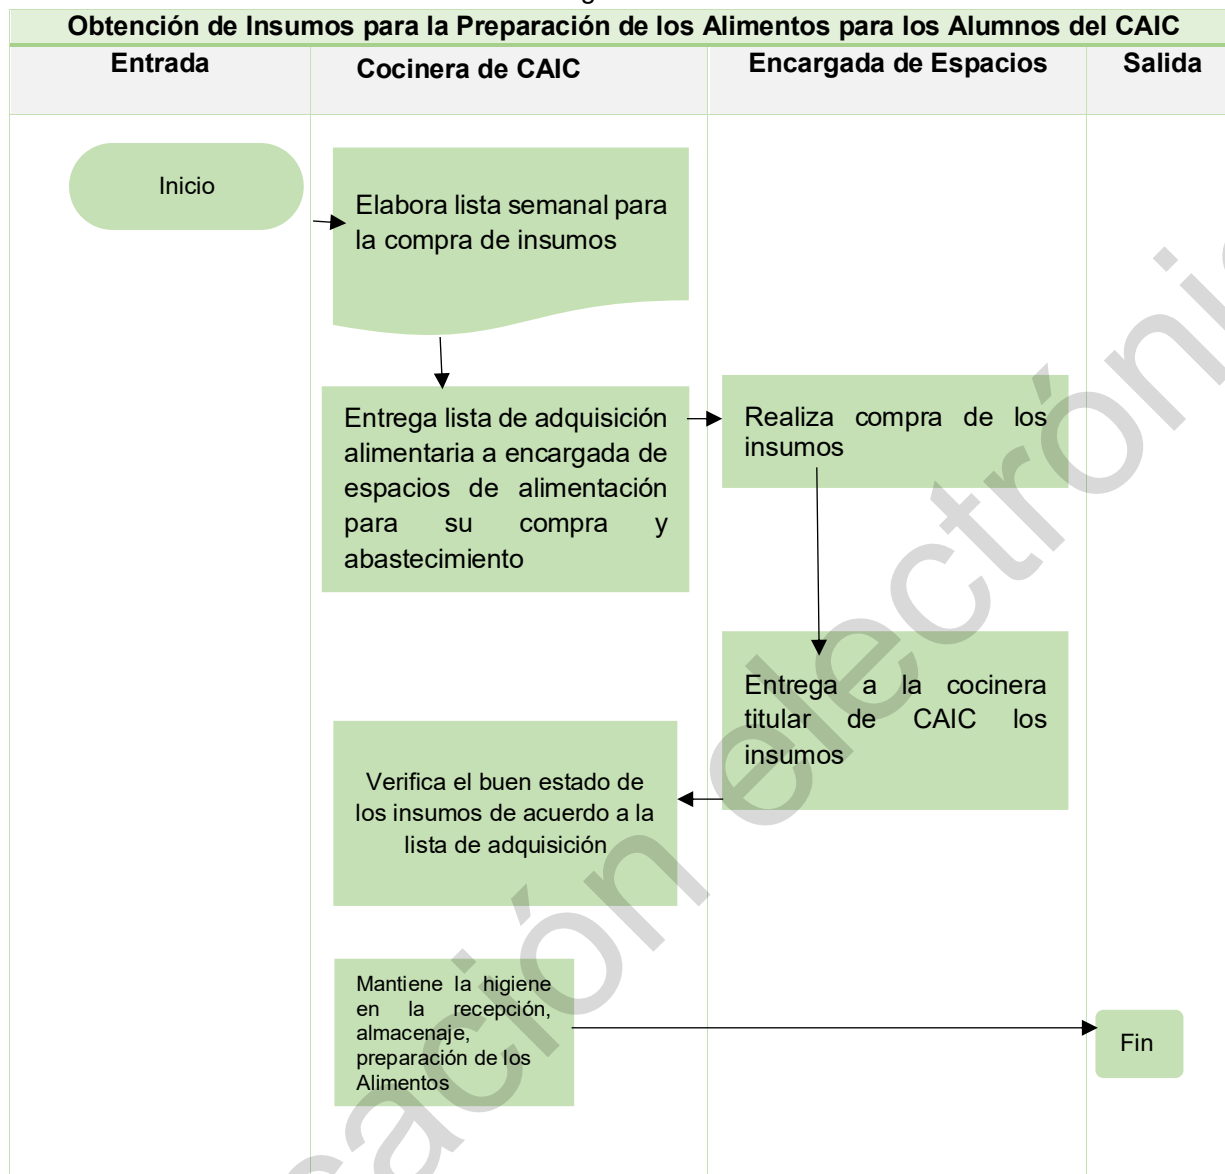 Obtención de Insumos para la Preparación de los Alimentos para los Alumnos del CAIC
Entrada
Cocinera de CAIC
Encargada de Espacios
Salida
Inicio
Elabora lista semanal para
la compra de insumos
Entrega lista de adquisición
alimentaria a encargada de
espacios de alimentación
para su compra y
abastecimiento
Realiza compra de los
insumos
Entrega a la cocinera
titular de CAIC los
insumos
Verifica el buen estado de
los insumos de acuerdo a la
lista de adquisición
Mantiene la higiene
en la recepción,
almacenaje,
preparación de los
Alimentos
Fin